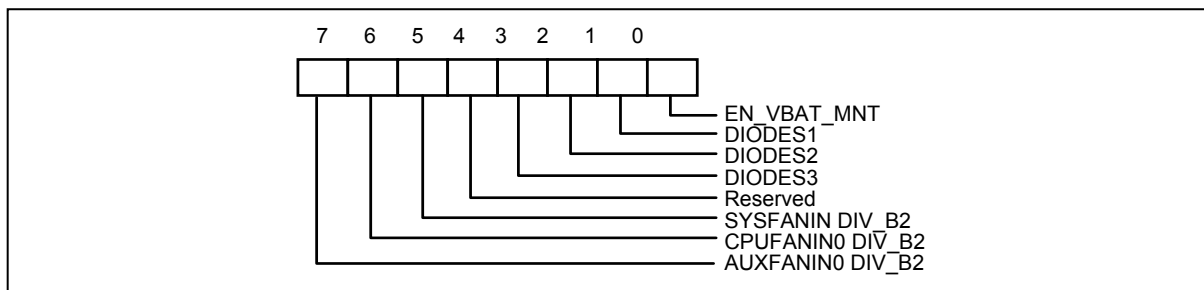 7 6 5 4 3 2 1 0
EN_VBAT_MNT
DIODES1
DIODES2
DIODES3
Reserved
SYSFANIN DIV_B2
CPUFANIN0 DIV_B2
AUXFANIN0 DIV_B2